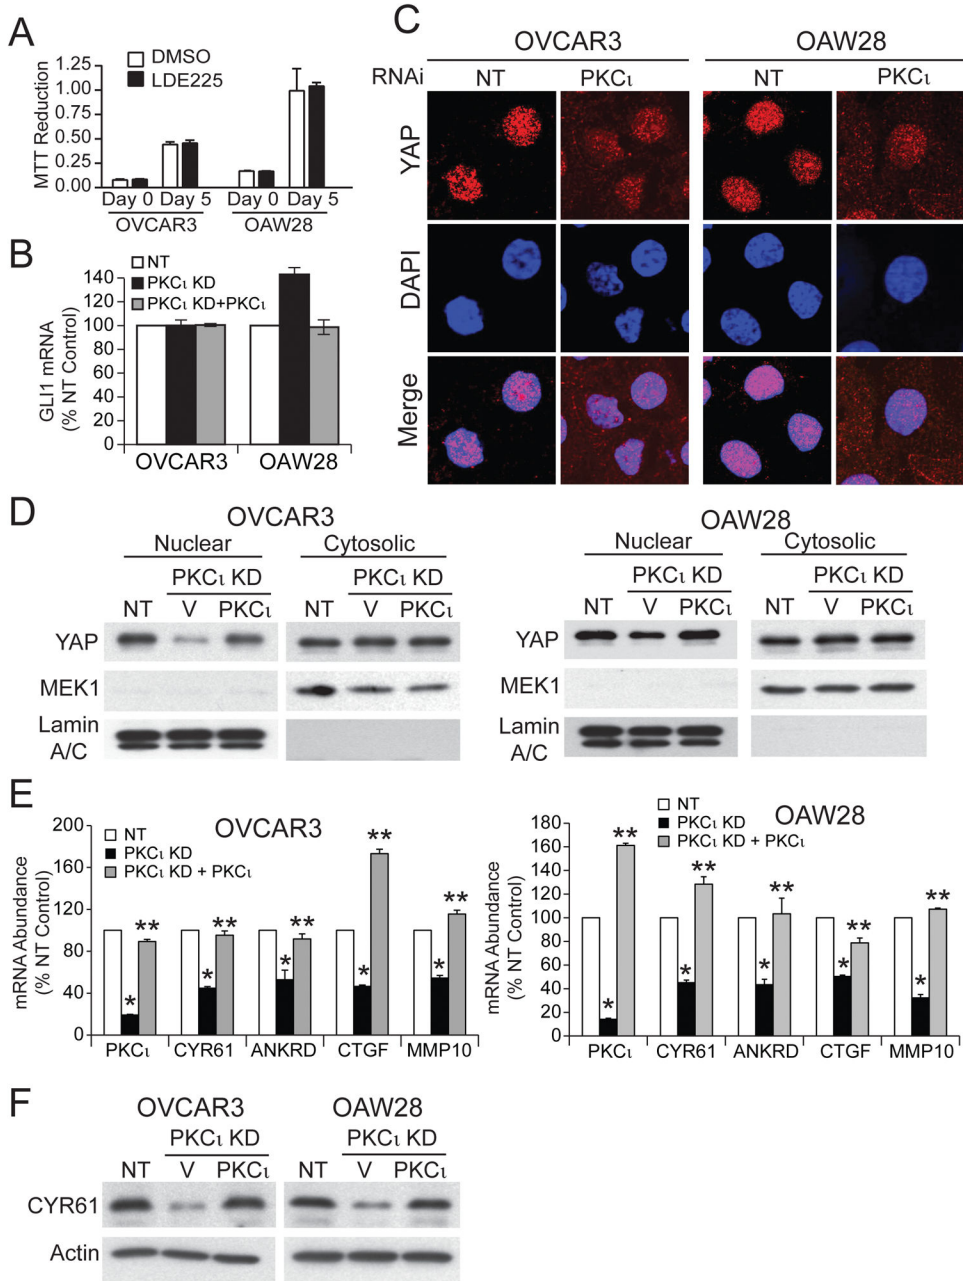 A
DMSO
LDE225
MTT Reduction
1.25
1.00
0.75
0.50
0.25
0.00
Day 0 Day 5 Day 0 Day 5
OVCAR3 OAW28
B
NT
PKCι KD
PKCι KD+PKCι
GLI1 mRNA
(% NT Control)
140
120
100
80
60
40
20
0
OVCAR3 OAW28
C
OVCAR3 OAW28
RNAi NT PKCι NT PKCι
YAP
DAPI
Merge
D
OVCAR3
Nuclear Cytosolic
PKCι KD PKCι KD
NT V PKCι NT V PKCι
YAP
MEK1
Lamin
A/C
OAW28
Nuclear Cytosolic
PKCι KD PKCι KD
NT V PKCι NT V PKCι
YAP
MEK1
Lamin
A/C
E
OVCAR3
NT
PKCι KD
PKCι KD + PKCι
mRNA Abundance
(% NT Control)
200
160
120
80
40
0
* ** * ** * ** * ** * **
PKCι CYR61 ANKRD CTGF MMP10
OAW28
NT
PKCι KD
PKCι KD + PKCι
mRNA Abundance
(% NT Control)
180
160
140
120
100
80
60
40
20
0
* ** * ** * ** * ** * **
PKCι CYR61 ANKRD CTGF MMP10
F
OVCAR3 OAW28
PKCι KD PKCι KD
NT V PKCι NT V PKCι
CYR61
Actin